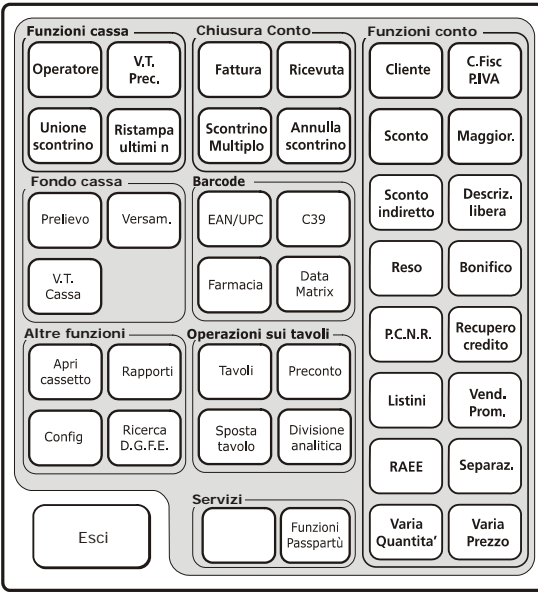 Funzioni cassa
Operatore
V.T.
Prec.
Unione
scontrino
Ristampa
ultimi n
Chiusura Conto
Fattura
Ricevuta
Scontrino
Multiplo
Annulla
scontrino
Funzioni conto
Cliente
C.Fisc
P.IVA
Sconto
Maggior.
Sconto
indiretto
Descriz.
libera
Reso
Bonifico
P.C.N.R.
Recupero
credito
Listini
Vend.
Prom.
RAEE
Separaz.
Varia
Quantita'
Varia
Prezzo
Fondo cassa
Prelievo
Versam.
V.T.
Cassa
Barcode
EAN/UPC
C39
Farmacia
Data
Matrix
Altre funzioni
Apri
cassetto
Rapporti
Config
Ricerca
D.G.F.E.
Operazioni sui tavoli
Tavoli
Preconto
Sposta
tavolo
Divisione
analitica
Servizi
Funzioni
Passpartù
Esci